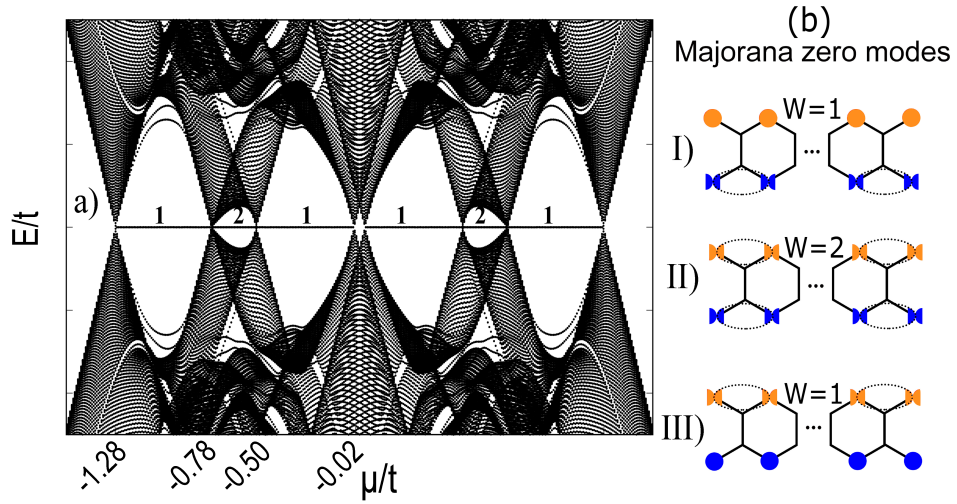 (b)
Majorana zero modes
a)
E/t
1
2
1
1
2
1
-1.28
-0.78
-0.50
-0.02
μ/t
I)
W=1
...
II)
W=2
...
III)
W=1
...